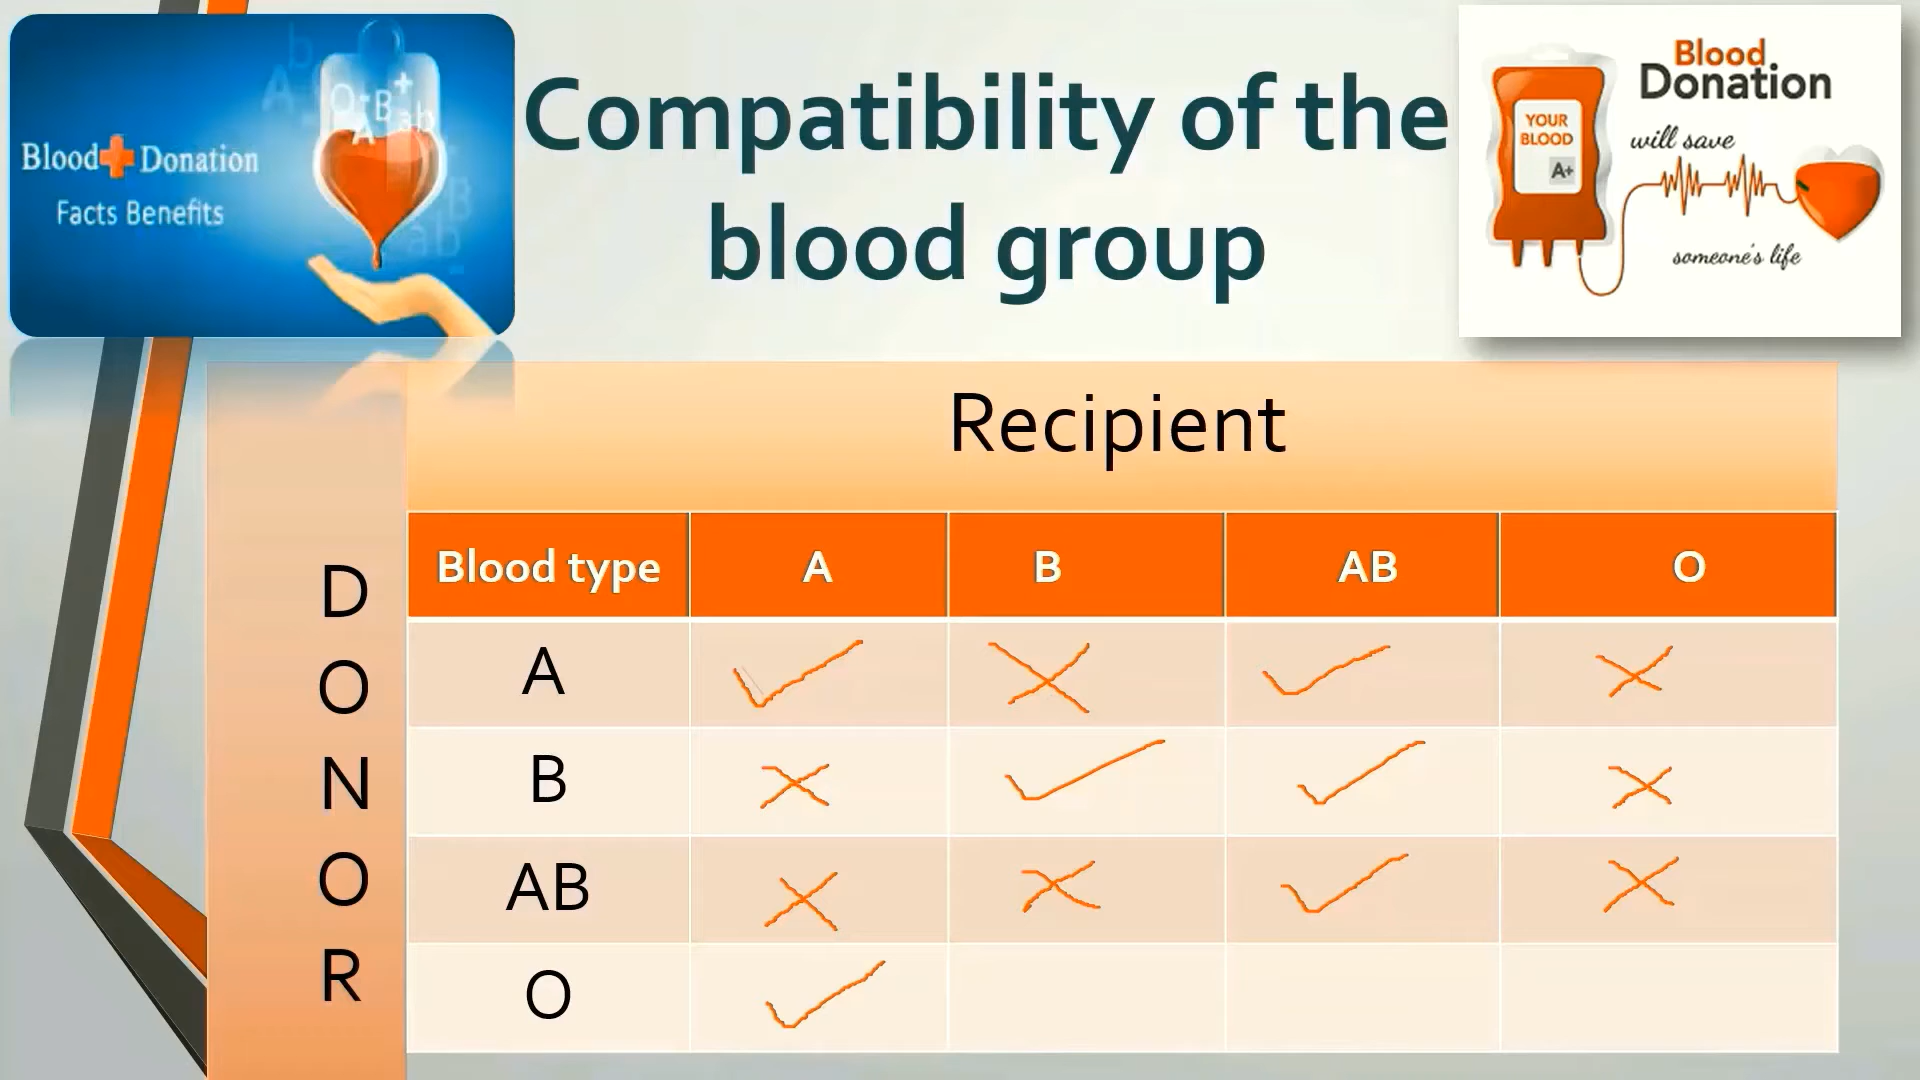 Blood Donation
Facts Benefits
Compatibility of the
blood group
Blood
Donation
YOUR
BLOOD
A+
will save
someone's life
Recipient
D
O
N
O
R
Blood type A B AB O
A ✓ ✗ ✓ ✗
B ✗ ✓ ✓ ✗
AB ✗ ✗ ✓ ✗
O ✓